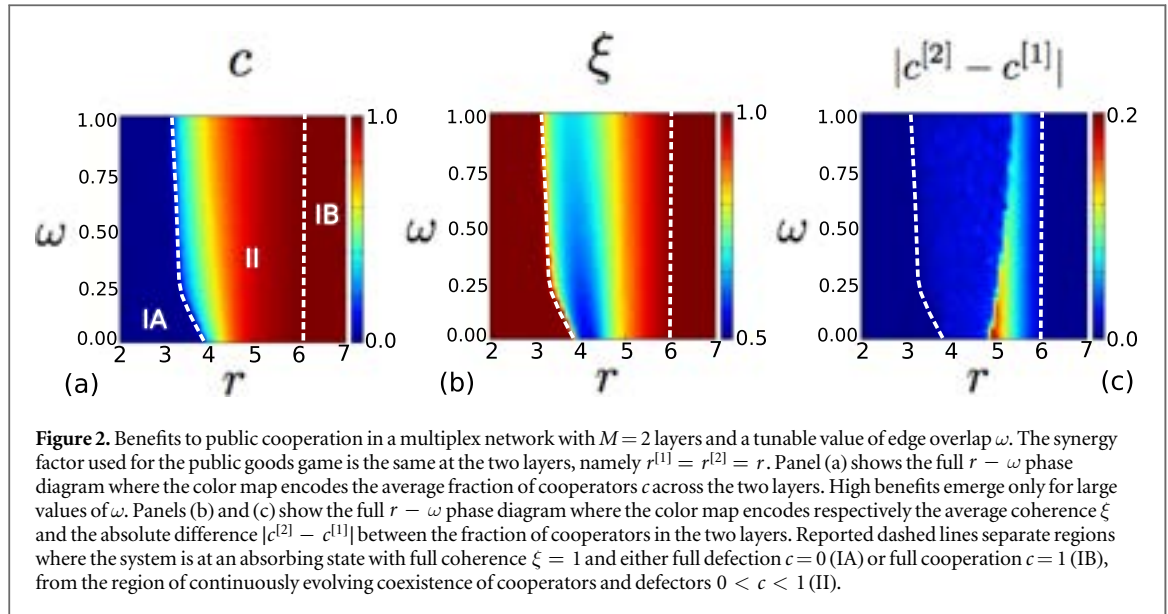 c
ξ
|c^[2] − c^[1]|
1.00
0.75
0.50
0.25
0.00
ω
IA
II
IB
2 3 4 5 6 7
r
1.0
0.0
(a)
1.00
0.75
0.50
0.25
0.00
ω
2 3 4 5 6 7
r
1.0
0.5
(b)
1.00
0.75
0.50
0.25
0.00
ω
2 3 4 5 6 7
r
0.2
0.0
(c)
Figure 2. Benefits to public cooperation in a multiplex network with M = 2 layers and a tunable value of edge overlap ω. The synergy
factor used for the public goods game is the same at the two layers, namely r^[1] = r^[2] = r. Panel (a) shows the full r − ω phase
diagram where the color map encodes the average fraction of cooperators c across the two layers. High benefits emerge only for large
values of ω. Panels (b) and (c) show the full r − ω phase diagram where the color map encodes respectively the average coherence ξ
and the absolute difference |c^[2] − c^[1]| between the fraction of cooperators in the two layers. Reported dashed lines separate regions
where the system is at an absorbing state with full coherence ξ = 1 and either full defection c = 0 (IA) or full cooperation c = 1 (IB),
from the region of continuously evolving coexistence of cooperators and defectors 0 < c < 1 (II).